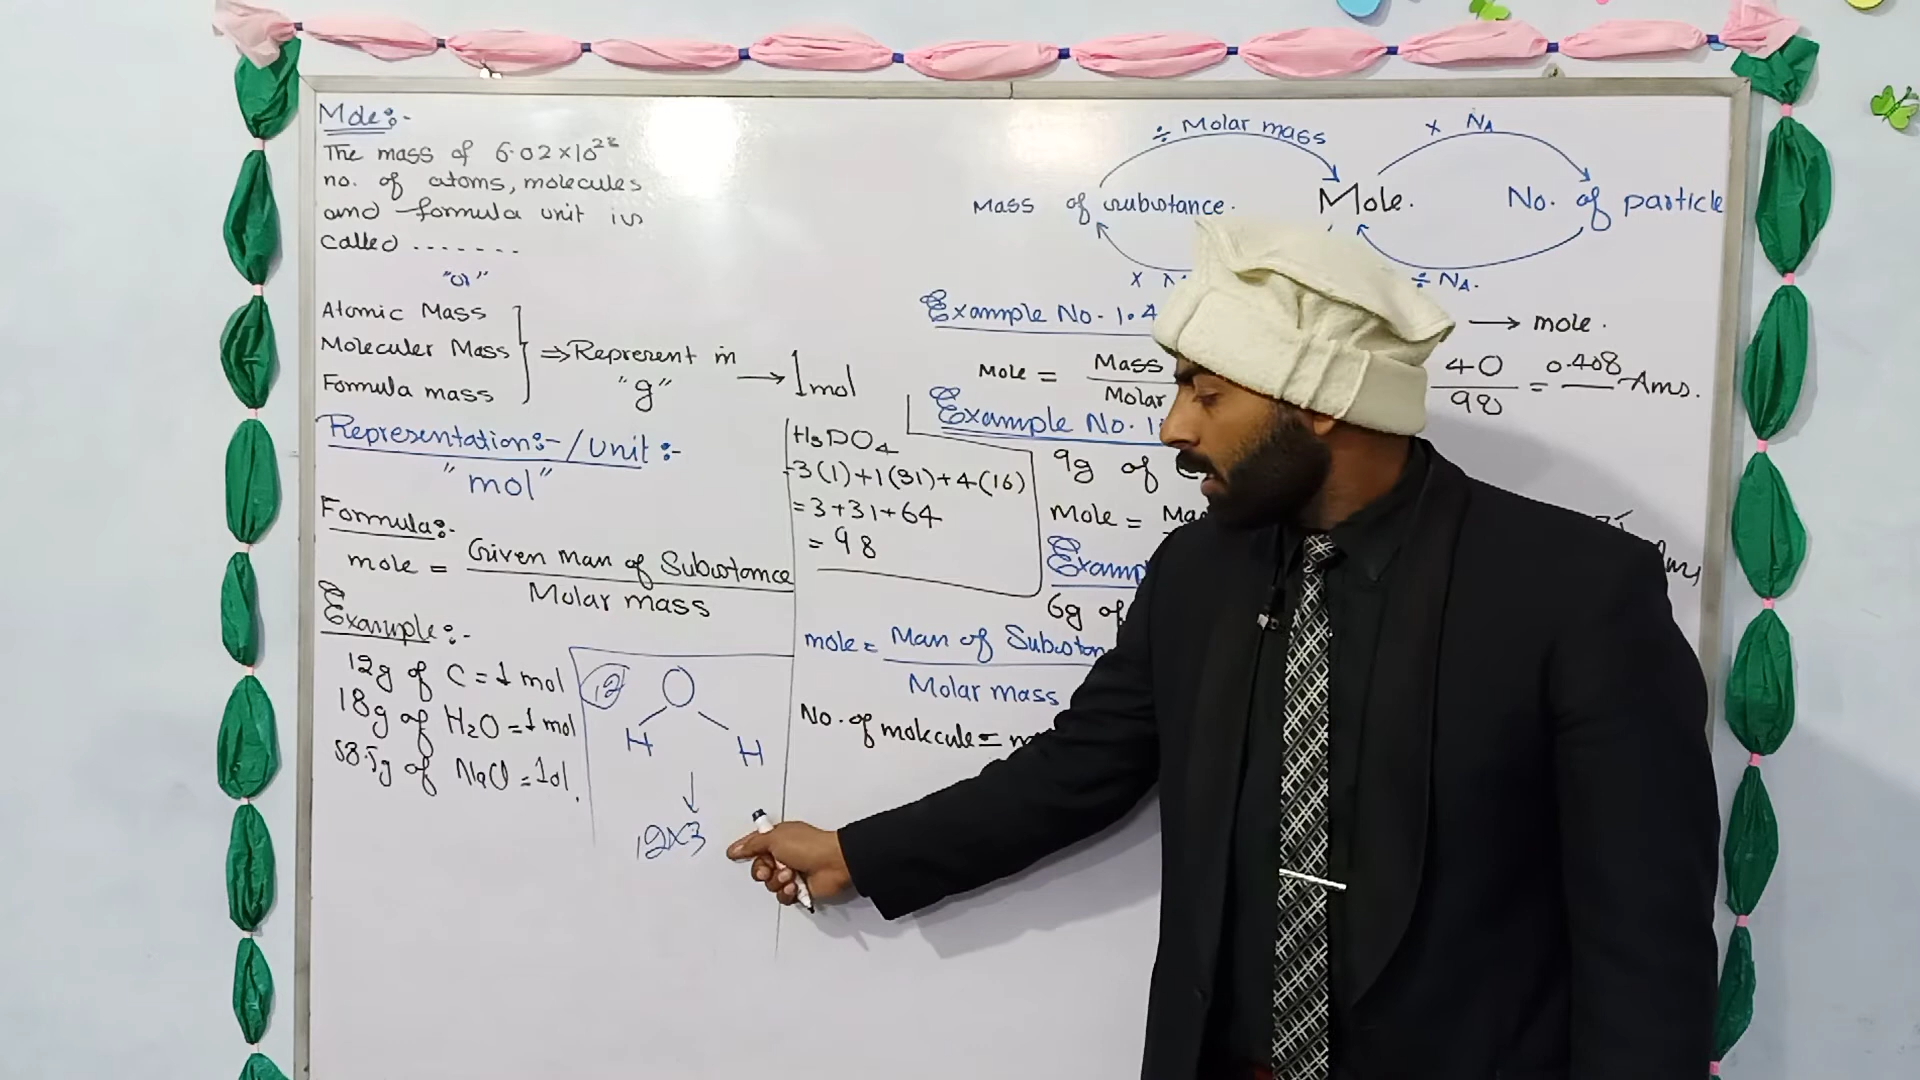 Mole:-
The mass of 6.02×10²³
no. of atoms, molecules
and formula unit is
called .......
"or"
Atomic Mass
Moleculer Mass
Formula mass
⇒ Represent in
"g"
→ 1mol
Representation:-/Unit:-
"mol"
Formula:-
mole = Given Mass of Substance
Molar mass
Example:-
12g of C = 1 mol
18g of H₂O = 1 mol
58.5g of NaCl = 1ol.
12
O
H H
↓
12×3
H₃PO₄
3(1)+1(31)+4(16)
= 3+31+64
= 98
÷ Molar mass
× NA
Mass of substance.
Mole.
No. of particle
÷ NA.
×
Example No. 1.4
→ mole.
Mole = Mass
Molar
40
98
= 0.408 Ans.
Example No. 1.
9g of
Mole =
Examp
6g of
mole = Mass of Substan
Molar mass
No. of molecule =